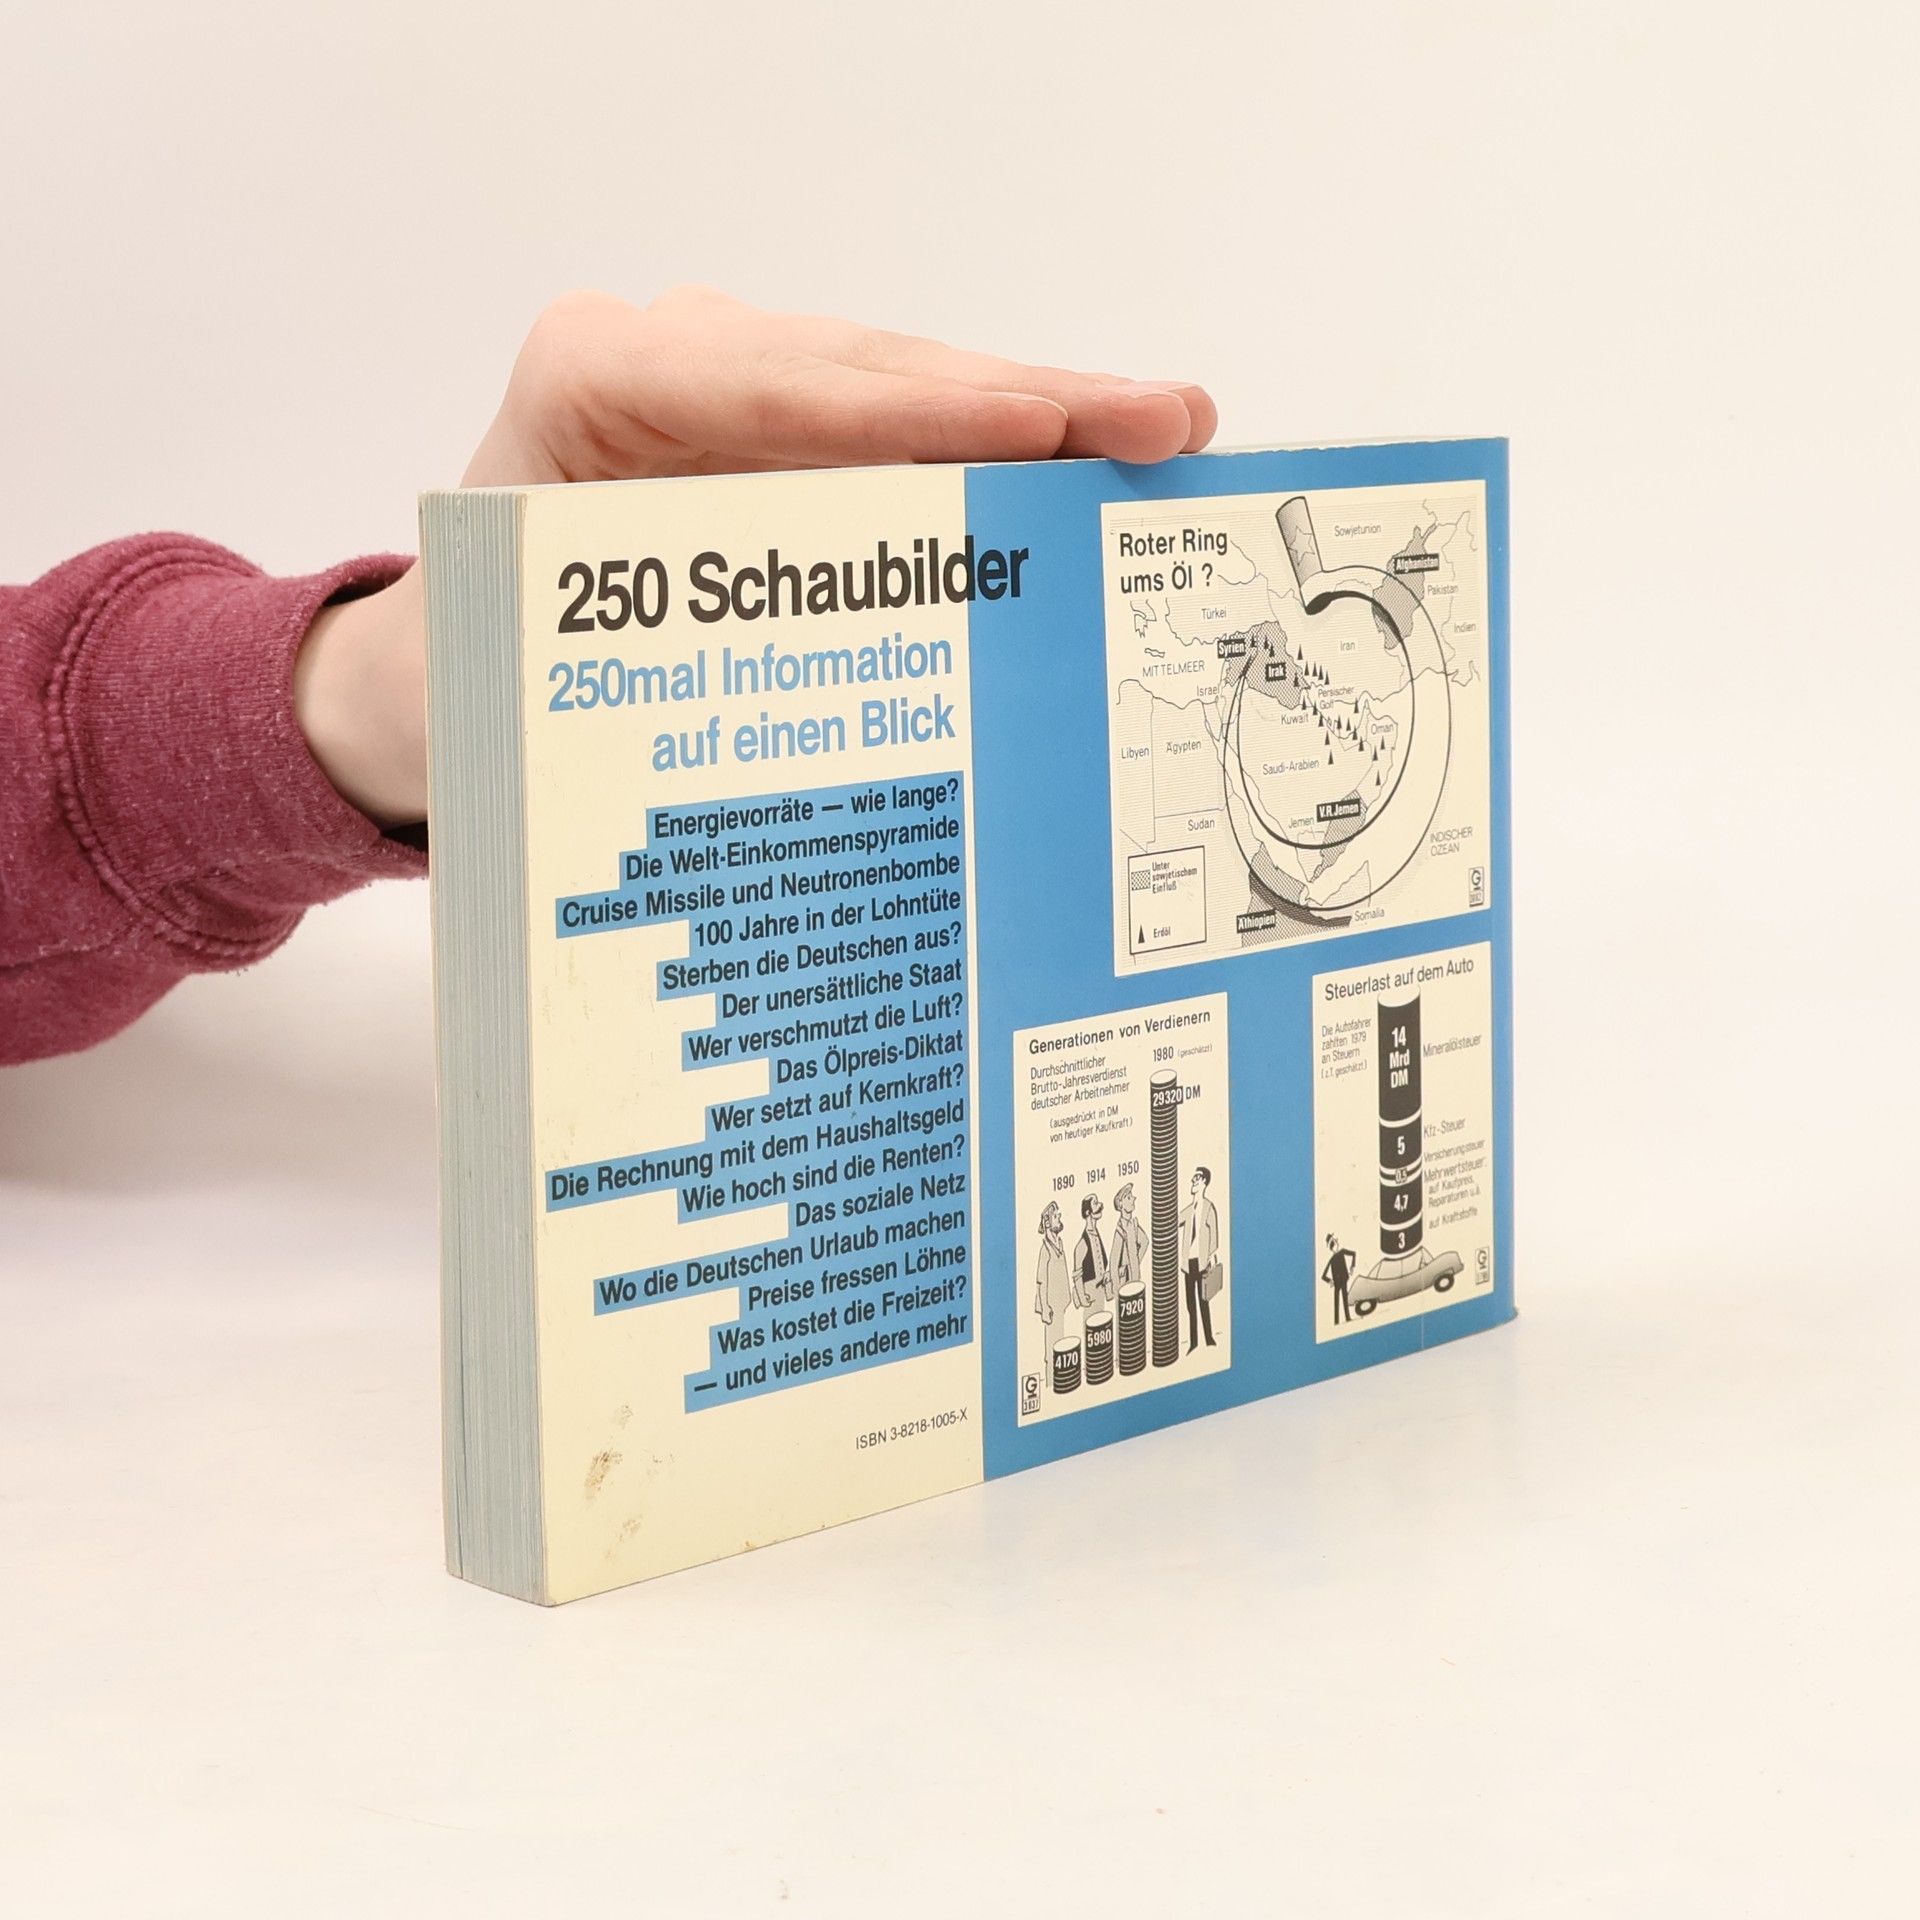 250 Schaubilder
250mal Information
auf einen Blick
Energievorräte — wie lange?
Die Welt-Einkommenspyramide
Cruise Missile und Neutronenbombe
100 Jahre in der Lohntüte
Sterben die Deutschen aus?
Der unersättliche Staat
Wer verschmutzt die Luft?
Das Ölpreis-Diktat
Wer setzt auf Kernkraft?
Die Rechnung mit dem Haushaltsgeld
Wie hoch sind die Renten?
Das soziale Netz
Wo die Deutschen Urlaub machen
Preise fressen Löhne
Was kostet die Freizeit?
— und vieles andere mehr
ISBN 3-8218-1005-X
Roter Ring
ums Öl ?
Sowjetunion
Afghanistan
Pakistan
Türkei
Indien
Syrien
Iran
MITTELMEER
Irak
Israel
Persischer
Golf
Kuwait
Oman
Libyen
Ägypten
Saudi-Arabien
V.R.Jemen
Jemen
Sudan
INDISCHER
OZEAN
Unter
sowjetischem
Einfluß
Erdöl
Äthiopien
Somalia
Generationen von Verdienern
Durchschnittlicher
Brutto-Jahresverdienst
deutscher Arbeitnehmer
(ausgedrückt in DM
von heutiger Kaufkraft)
1980 (geschätzt)
29320 DM
1890 1914 1950
7920
5980
4170
G
3637
Steuerlast auf dem Auto
Die Autofahrer
zahlten 1979
an Steuern
(z.T. geschätzt)
14
Mrd
DM
Mineralölsteuer
5
Kfz-Steuer
0,5
Versicherungsteuer
4,7
Mehrwertsteuer:
auf Kaufpreis,
Reparaturen u.ä.
3
auf Kraftstoffe